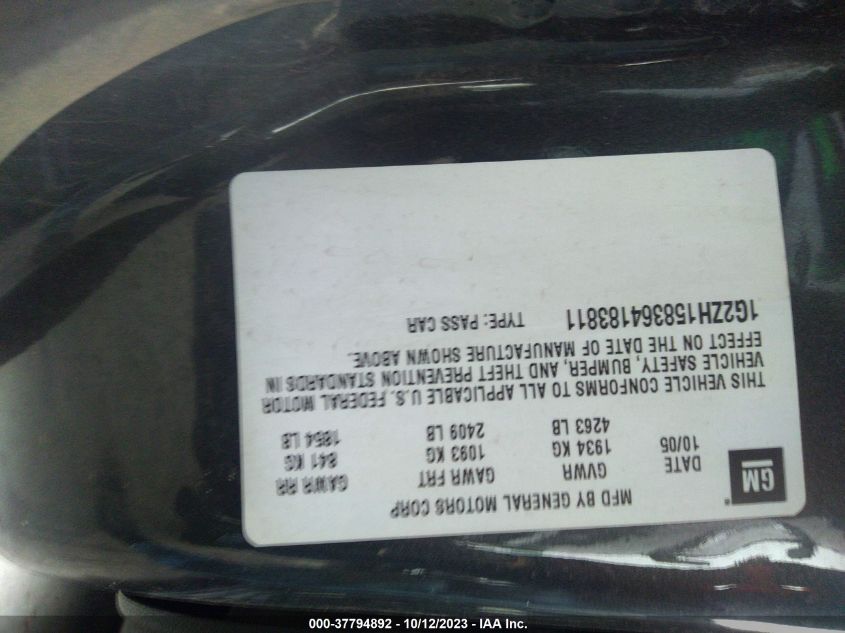 MFD BY GENERAL MOTORS CORP
GM
DATE GVWR GAWR FRT GAWR RR
10/05 1934 KG 1093 KG 841 KG
4263 LB 2409 LB 1854 LB
THIS VEHICLE CONFORMS TO ALL APPLICABLE U.S. FEDERAL MOTOR
VEHICLE SAFETY, BUMPER, AND THEFT PREVENTION STANDARDS IN
EFFECT ON THE DATE OF MANUFACTURE SHOWN ABOVE.
1G2ZH158364183811 TYPE: PASS CAR
000-37794892 - 10/12/2023 - IAA Inc.